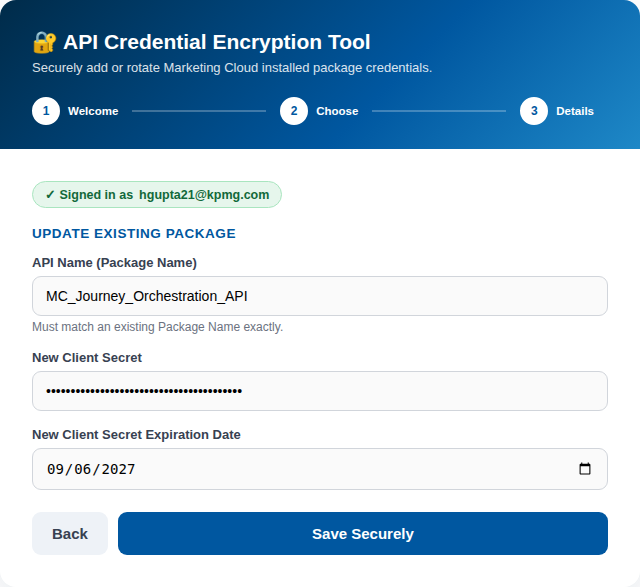 🔐 API Credential Encryption Tool
Securely add or rotate Marketing Cloud installed package credentials.
1 Welcome 2 Choose 3 Details
✓ Signed in as hgupta21@kpmg.com
UPDATE EXISTING PACKAGE
API Name (Package Name)
MC_Journey_Orchestration_API
Must match an existing Package Name exactly.
New Client Secret
••••••••••••••••••••••••••••••••••••••••
New Client Secret Expiration Date
09/06/2027
Back Save Securely